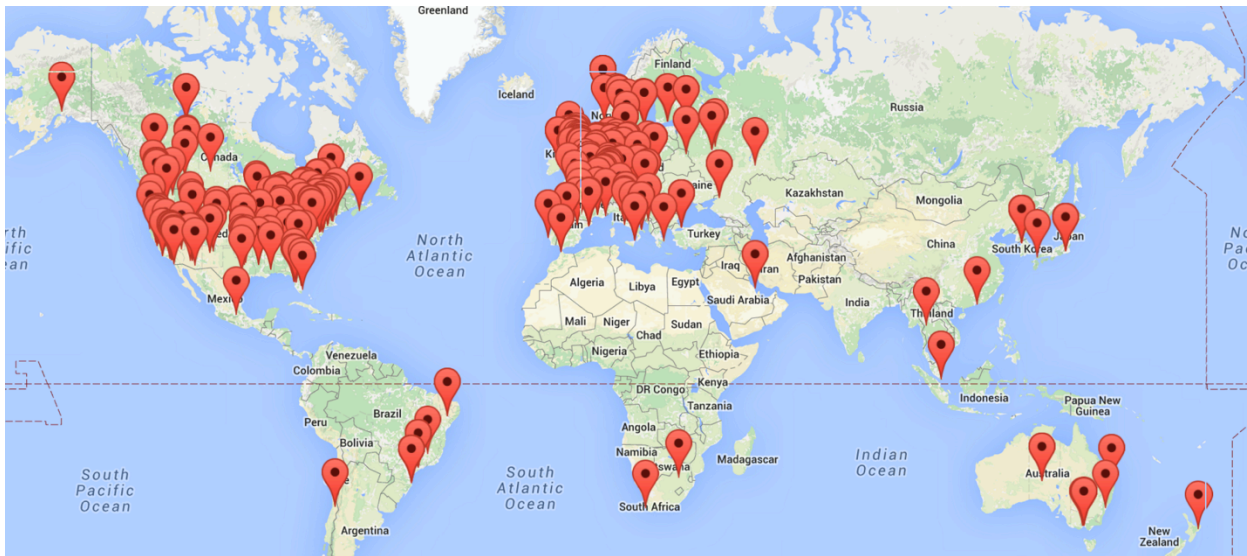 Greenland
Iceland
Finland
Russia
Canada
Kazakhstan
Mongolia
North
Atlantic
Ocean
Turkey
China
South Korea
Japan
Iraq
Iran
Afghanistan
Pakistan
Algeria
Libya
Egypt
Saudi Arabia
India
Thailand
Mexico
Mali
Niger
Sudan
Chad
Nigeria
Ethiopia
Venezuela
Colombia
DR Congo
Kenya
Tanzania
Indonesia
Papua New
Guinea
Brazil
Peru
Bolivia
Angola
Namibia
Madagascar
Indian
Ocean
Australia
South
Pacific
Ocean
South
Atlantic
Ocean
South Africa
Argentina
New
Zealand